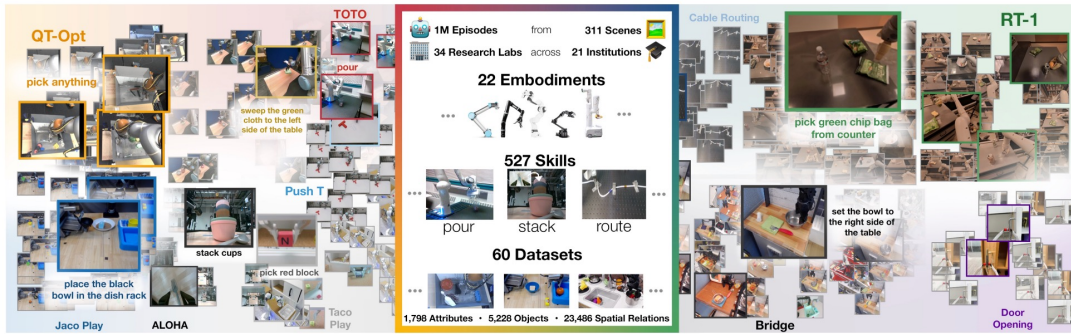 QT-Opt
pick anything
TOTO
pour
sweep the green
cloth to the left
side of the table
Push T
stack cups
N
pick red block
place the black
bowl in the dish rack
Jaco Play
ALOHA
Taco
Play
1M Episodes from 311 Scenes
34 Research Labs across 21 Institutions
22 Embodiments
527 Skills
pour stack route
60 Datasets
1,798 Attributes • 5,228 Objects • 23,486 Spatial Relations
Cable Routing
RT-1
pick green chip bag
from counter
set the bowl to
the right side of
the table
Bridge
Door
Opening